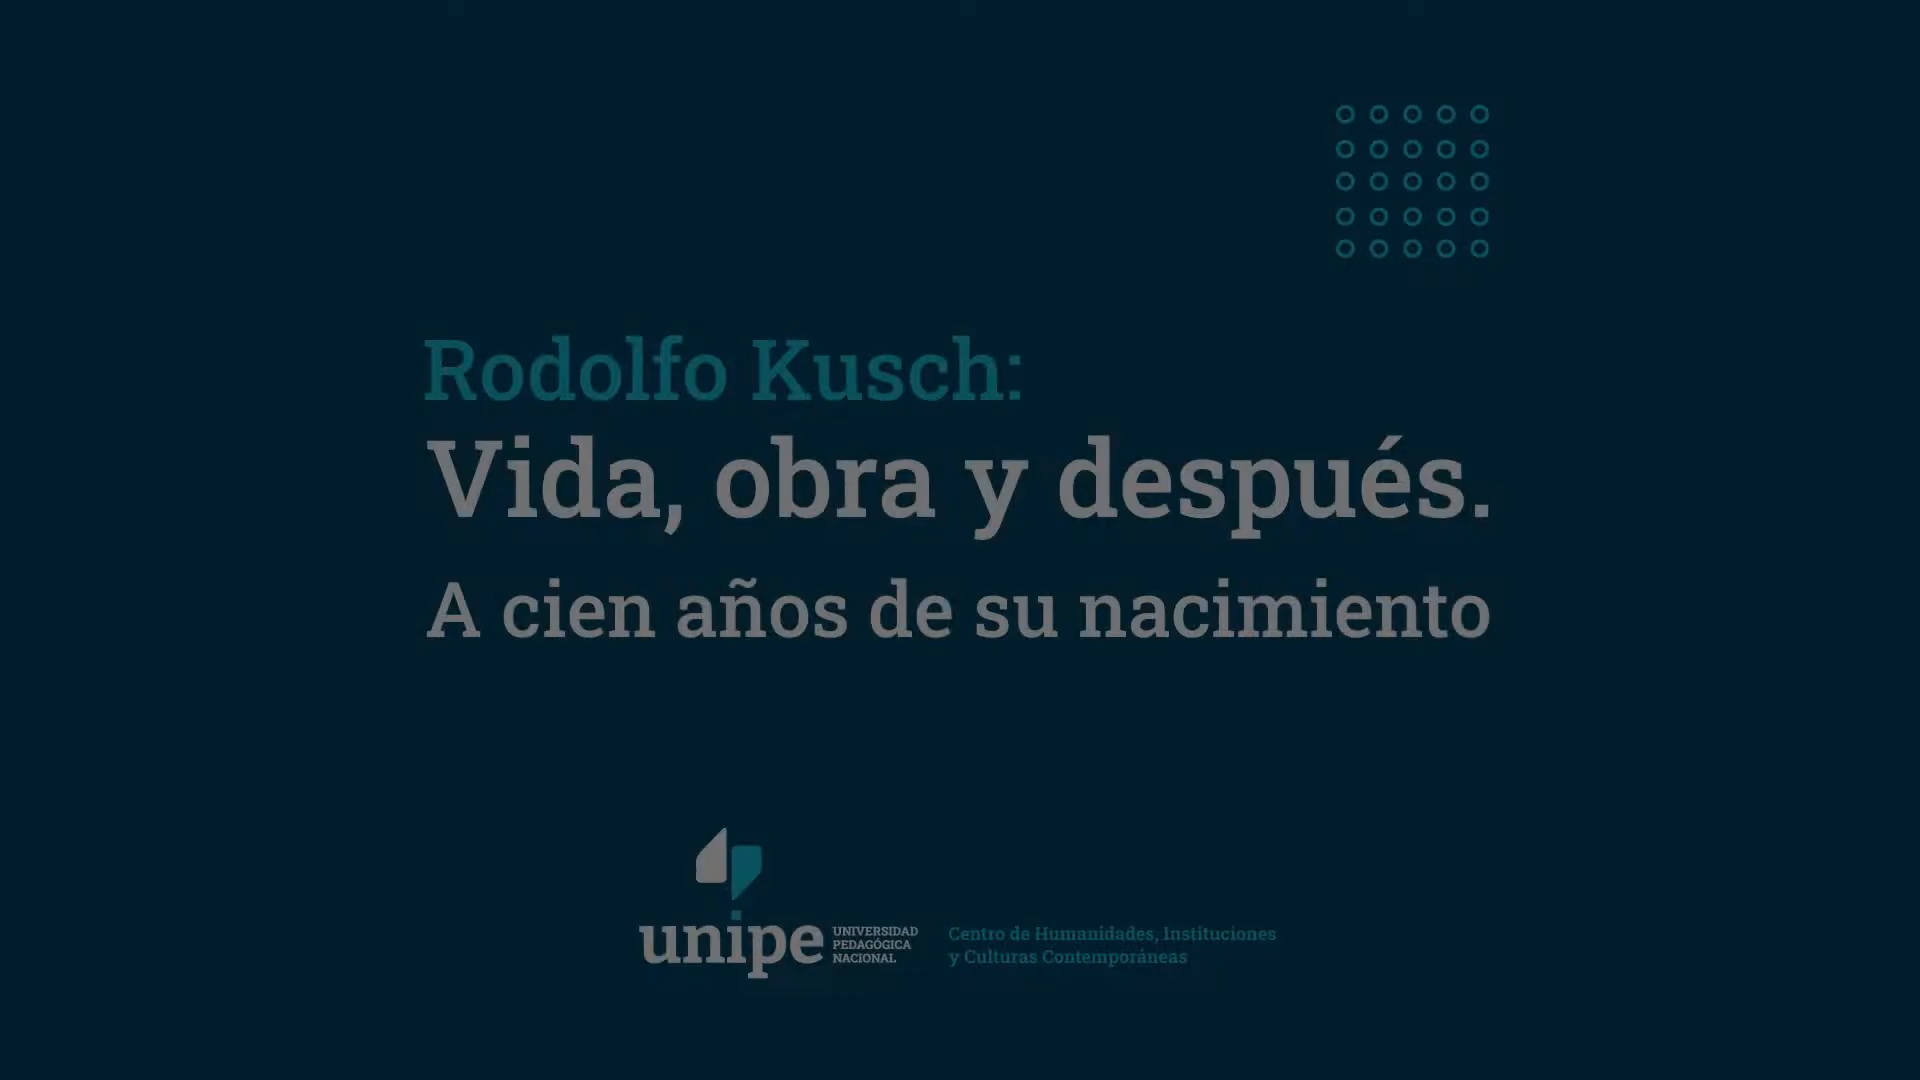 Rodolfo Kusch:
Vida, obra y después.
A cien años de su nacimiento
unipe
UNIVERSIDAD
PEDAGÓGICA
NACIONAL
Centro de Humanidades, Instituciones
y Culturas Contemporáneas